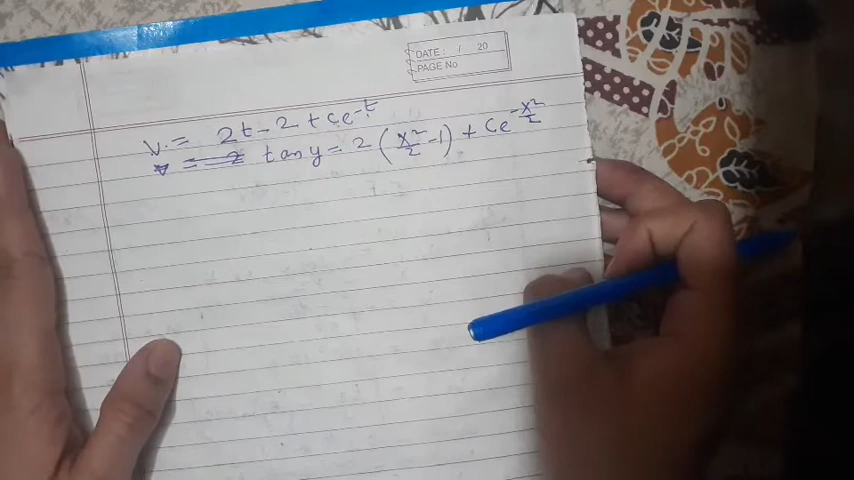 DATE: / 20
PAGE No
V. = 2t - 2 + ce^-t
tan y = 2 (x²/2 - 1) + ce^-x²/2